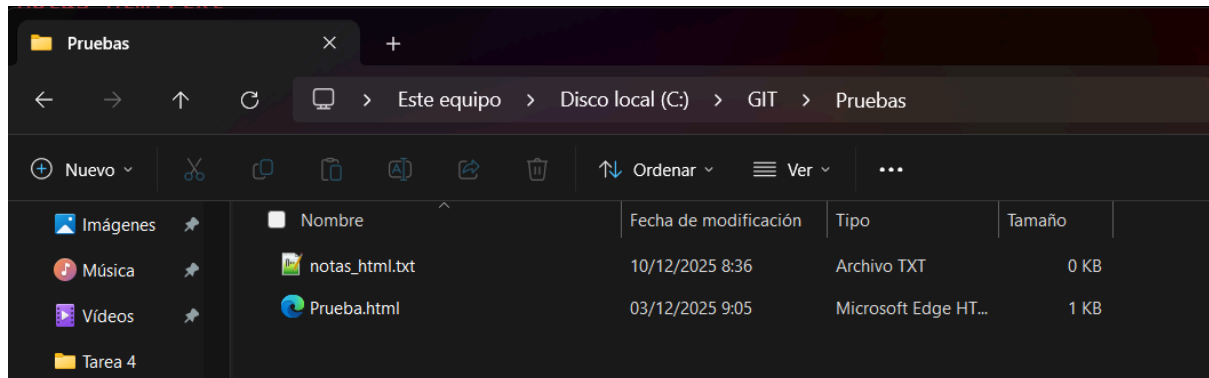 Pruebas
Este equipo > Disco local (C:) > GIT > Pruebas
Nuevo Ordenar Ver
Nombre Fecha de modificación Tipo Tamaño
Imágenes
notas_html.txt 10/12/2025 8:36 Archivo TXT 0 KB
Música
Prueba.html 03/12/2025 9:05 Microsoft Edge HT... 1 KB
Vídeos
Tarea 4